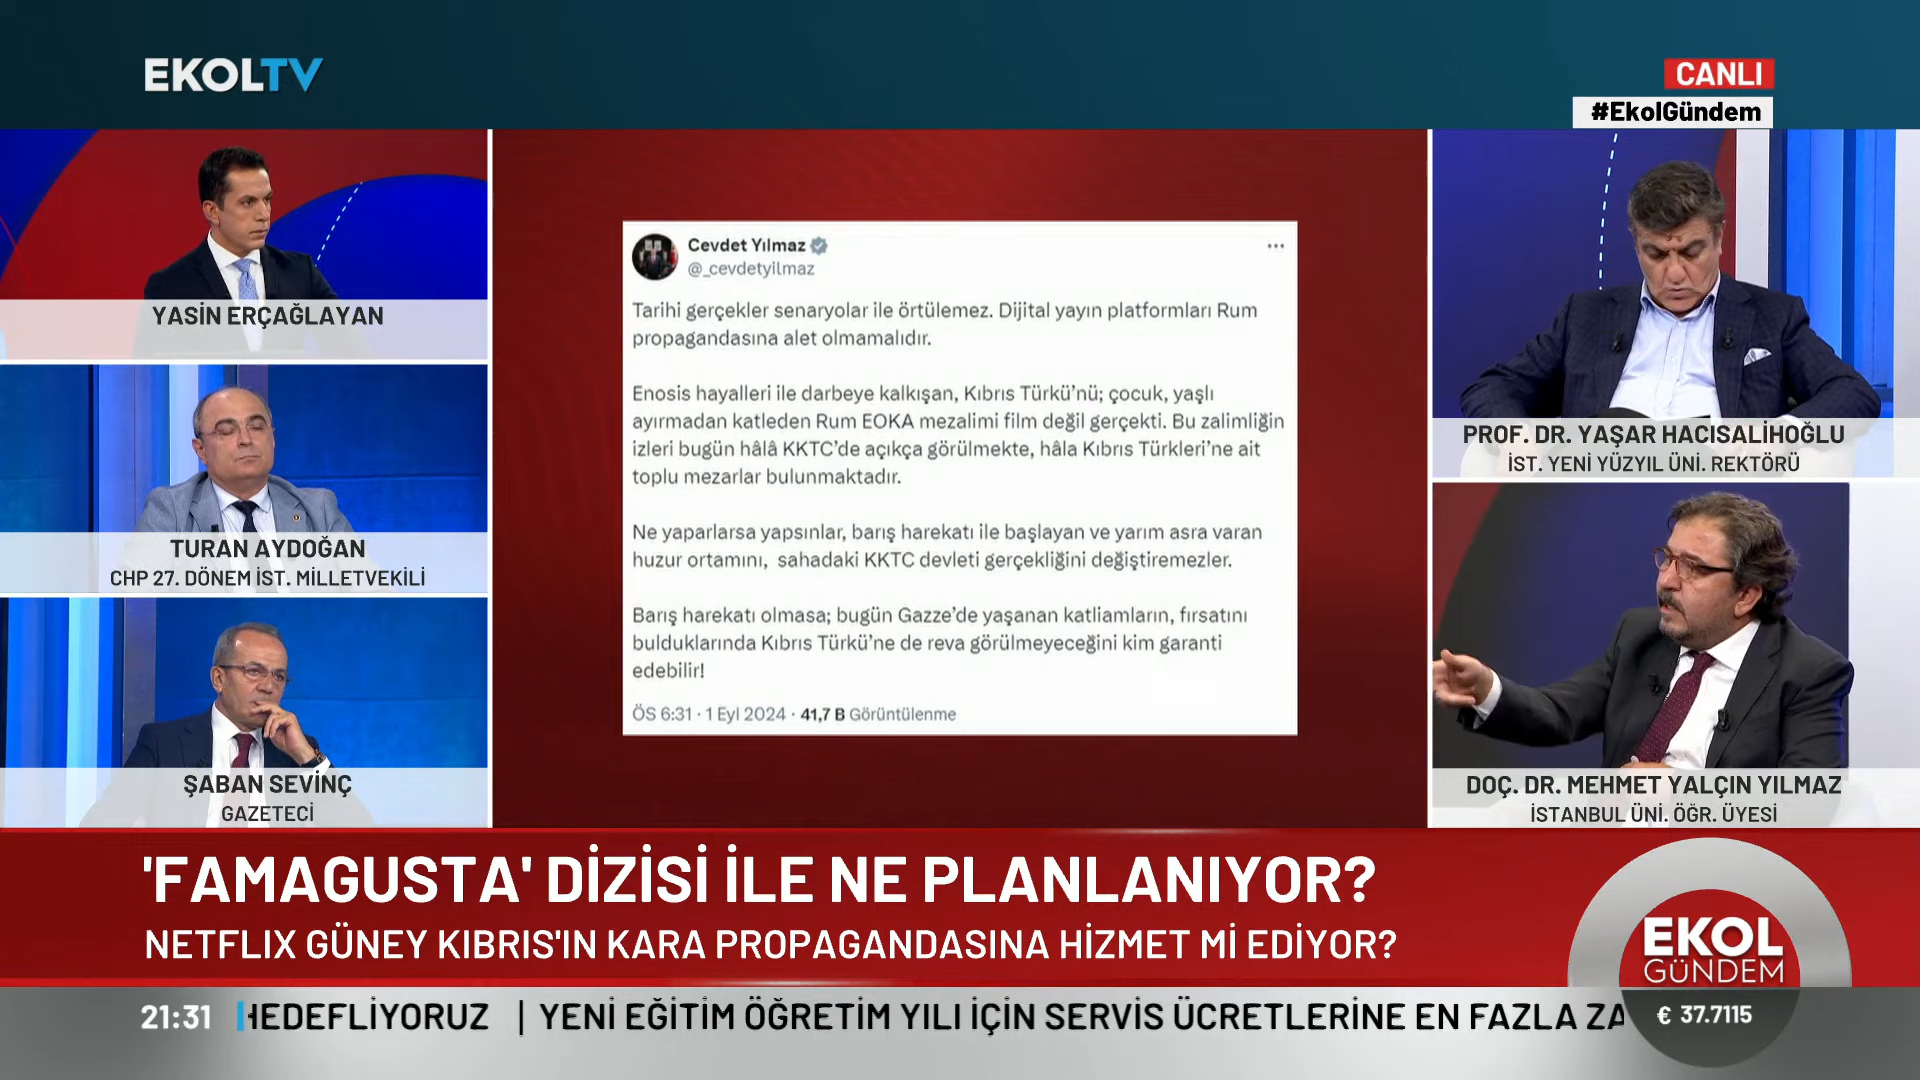 EKOLTV
CANLI
#EkolGündem
YASİN ERÇAĞLAYAN
TURAN AYDOĞAN
CHP 27. DÖNEM İST. MİLLETVEKİLİ
ŞABAN SEVİNÇ
GAZETECİ
Cevdet Yılmaz
@_cevdetyilmaz
Tarihi gerçekler senaryolar ile örtülemez. Dijital yayın platformları Rum
propagandasına alet olmamalıdır.
Enosis hayalleri ile darbeye kalkışan, Kıbrıs Türkü’nü; çocuk, yaşlı
ayırmadan katleden Rum EOKA mezalimi film değil gerçekti. Bu zalimliğin
izleri bugün hâlâ KKTC’de açıkça görülmekte, hâla Kıbrıs Türkleri’ne ait
toplu mezarlar bulunmaktadır.
Ne yaparlarsa yapsınlar, barış harekatı ile başlayan ve yarım asra varan
huzur ortamını, sahadaki KKTC devleti gerçekliğini değiştiremezler.
Barış harekatı olmasa; bugün Gazze’de yaşanan katliamların, fırsatını
bulduklarında Kıbrıs Türkü’ne de reva görülmeyeceğini kim garanti
edebilir!
ÖS 6:31 · 1 Eyl 2024 · 41,7 B Görüntülenme
PROF. DR. YAŞAR HACISALİHOĞLU
İST. YENİ YÜZYIL ÜNİ. REKTÖRÜ
DOÇ. DR. MEHMET YALÇIN YILMAZ
İSTANBUL ÜNİ. ÖĞR. ÜYESİ
'FAMAGUSTA' DİZİSİ İLE NE PLANLANIYOR?
NETFLIX GÜNEY KIBRIS'IN KARA PROPAGANDASINA HİZMET Mİ EDİYOR?
EKOL
GÜNDEM
21:31 HEDEFLİYORUZ | YENİ EĞİTİM ÖĞRETİM YILI İÇİN SERVİS ÜCRETLERİNE EN FAZLA ZA
€ 37.7115